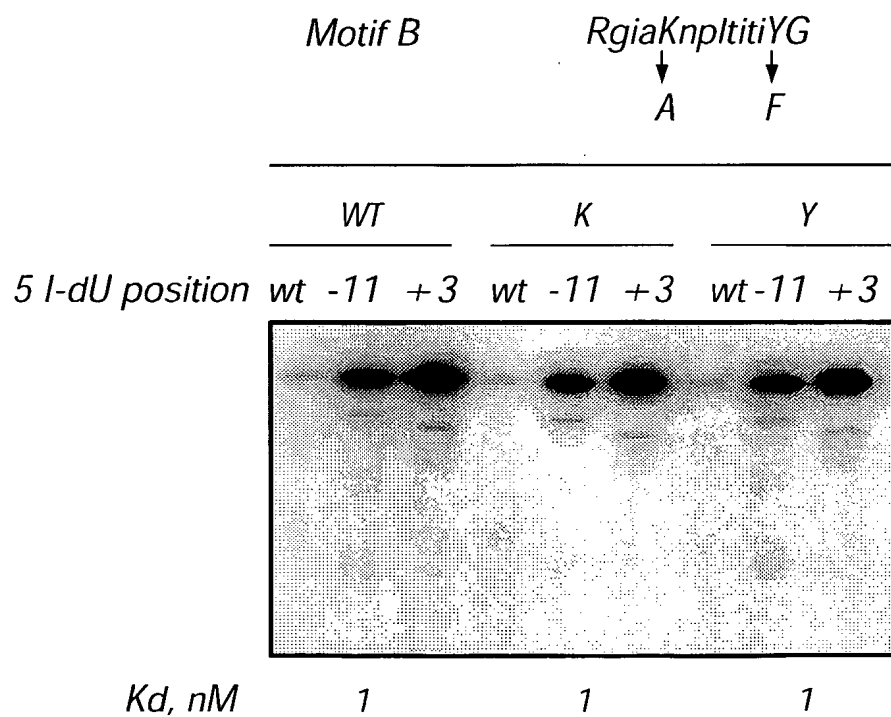 Motif B RgiaKnpltitiYG
A F
WT K Y
5 I-dU position wt -11 +3 wt -11 +3 wt -11 +3
Kd, nM 1 1 1